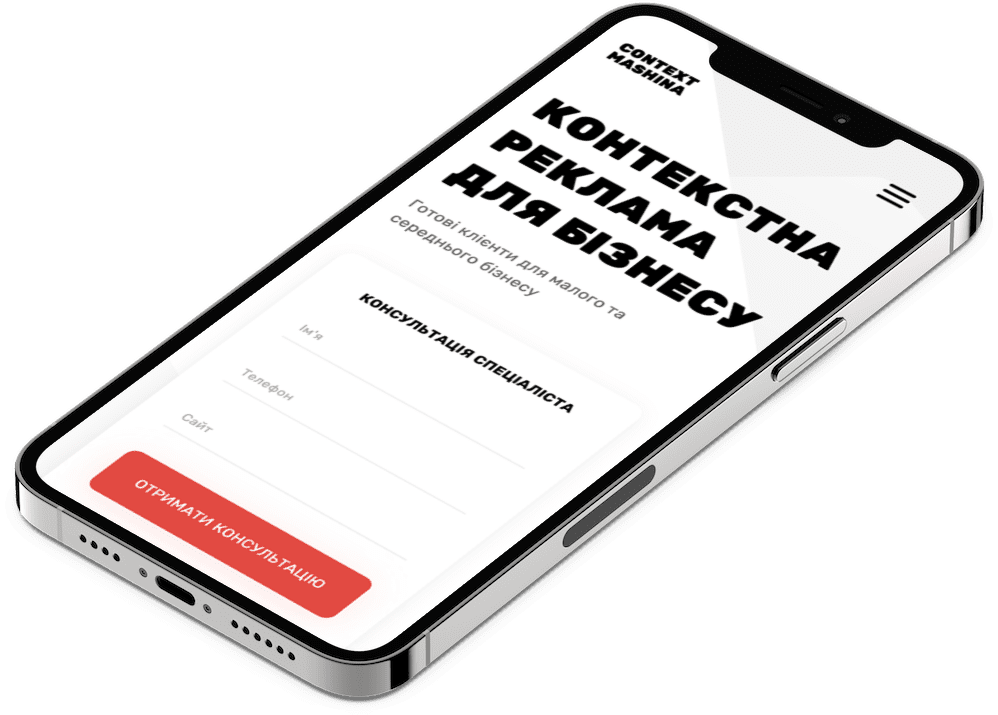 CONTEXT
MASHINA
КОНТЕКСТНА
РЕКЛАМА
ДЛЯ БІЗНЕСУ
Готові клієнти для малого та
середнього бізнесу
КОНСУЛЬТАЦІЯ СПЕЦІАЛІСТА
Ім'я
Телефон
Сайт
ОТРИМАТИ КОНСУЛЬТАЦІЮ